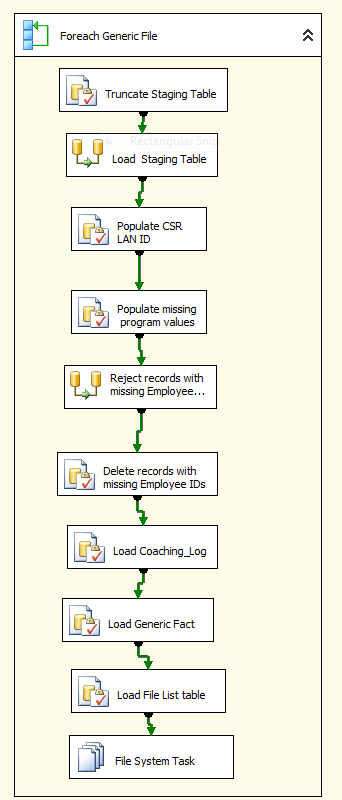 Foreach Generic File
Truncate Staging Table
Rectangular Snip
Load Staging Table
Populate CSR
LAN ID
Populate missing
program values
Reject records with
missing Employee...
Delete records with
missing Employee IDs
Load Coaching_Log
Load Generic Fact
Load File List table
File System Task